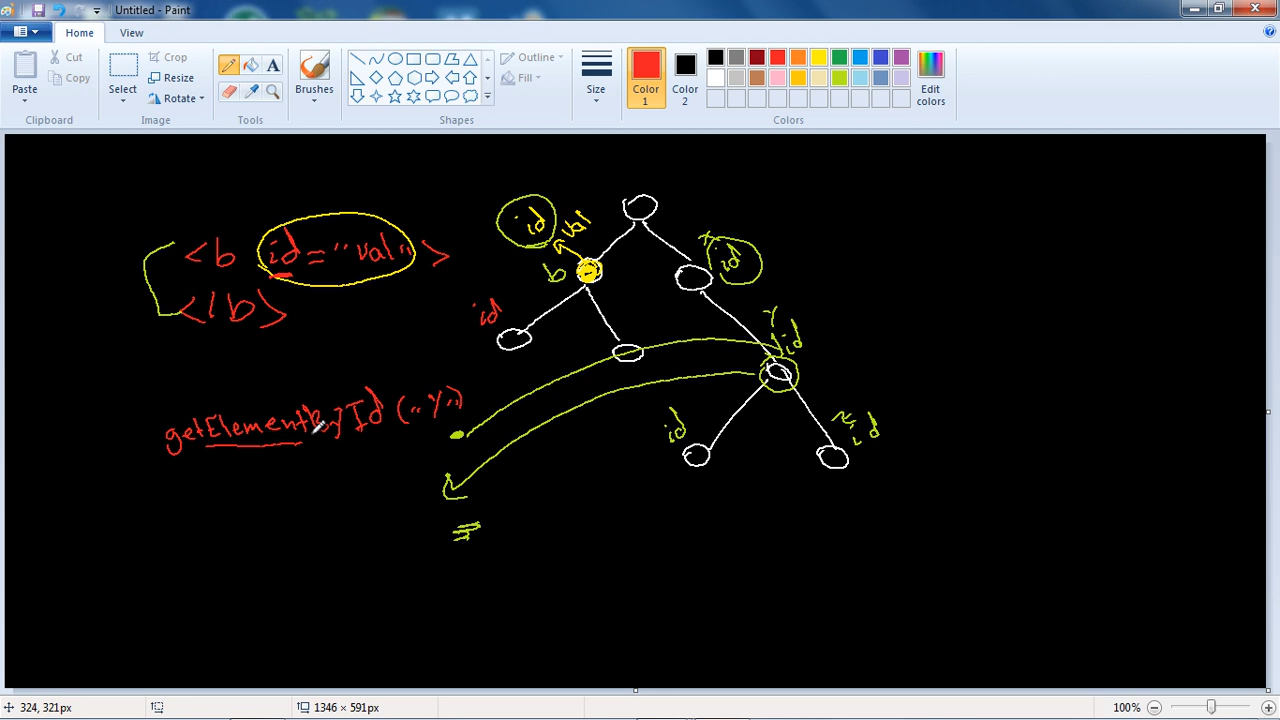 Untitled - Paint
Home
View
Paste
Cut
Copy
Clipboard
Select
Crop
Resize
Rotate
Image
Tools
Brushes
Outline
Fill
Shapes
Size
Color 1
Color 2
Edit colors
Colors
<b id="val">
</b>
getElementById("Y")
id
val
b
id
x
id
Y
id
id
z
id
324, 321px
1346 × 591px
100%